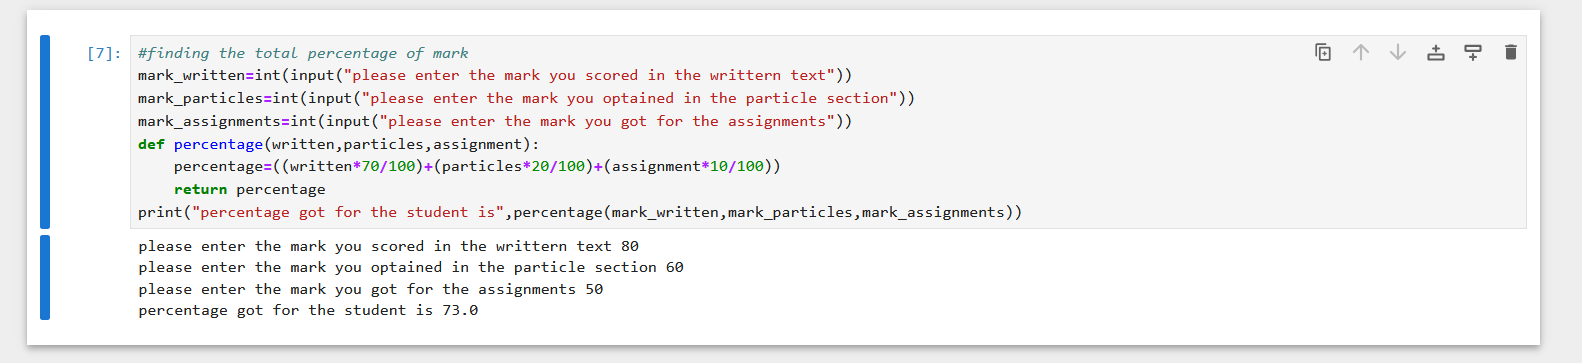 [7]: #finding the total percentage of mark
mark_written=int(input("please enter the mark you scored in the writtern text"))
mark_particles=int(input("please enter the mark you optained in the particle section"))
mark_assignments=int(input("please enter the mark you got for the assignments"))
def percentage(written,particles,assignment):
    percentage=((written*70/100)+(particles*20/100)+(assignment*10/100))
    return percentage
print("percentage got for the student is",percentage(mark_written,mark_particles,mark_assignments))
please enter the mark you scored in the writtern text 80
please enter the mark you optained in the particle section 60
please enter the mark you got for the assignments 50
percentage got for the student is 73.0